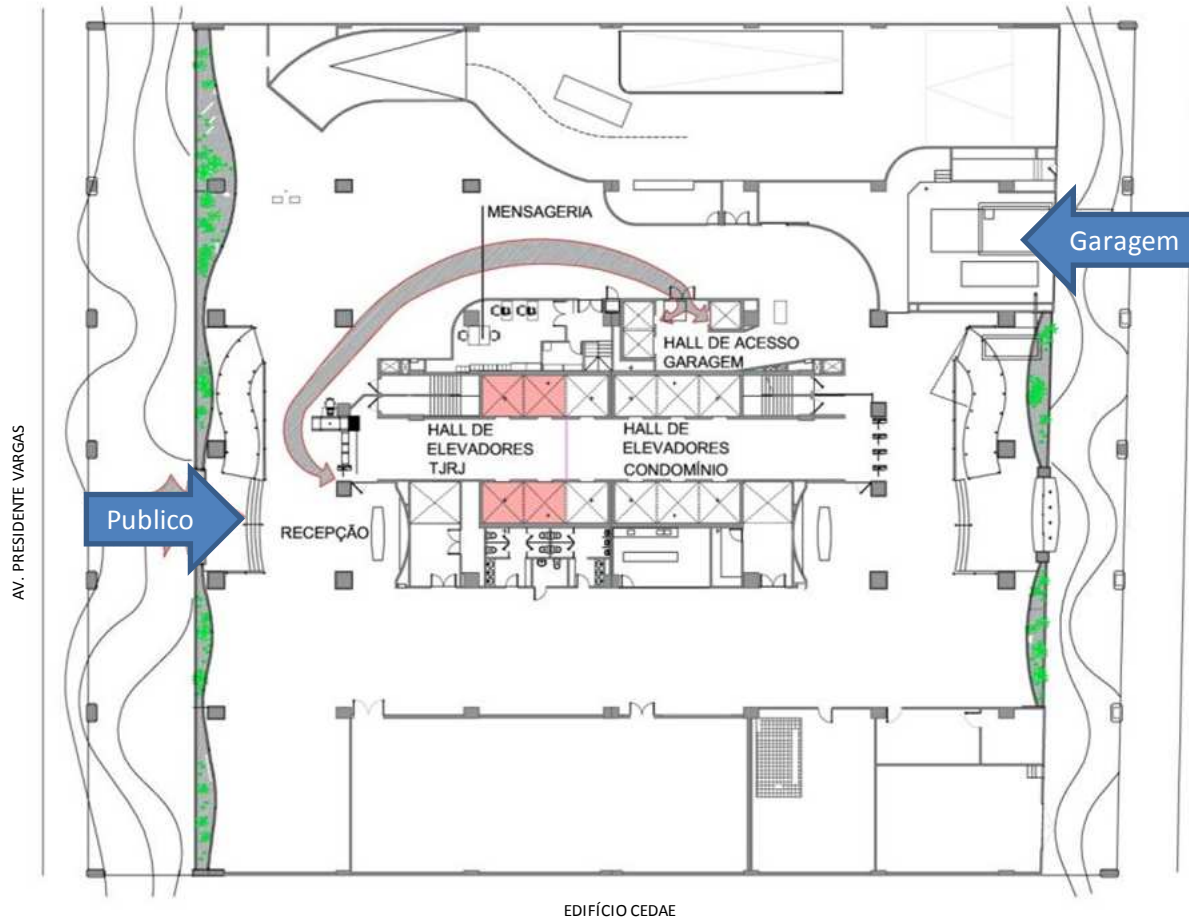 MENSAGERIA
Garagem
HALL DE ACESSO
GARAGEM
HALL DE
ELEVADORES
TJRJ
HALL DE
ELEVADORES
CONDOMÍNIO
Publico
RECEPÇÃO
AV. PRESIDENTE VARGAS
EDIFÍCIO CEDAE